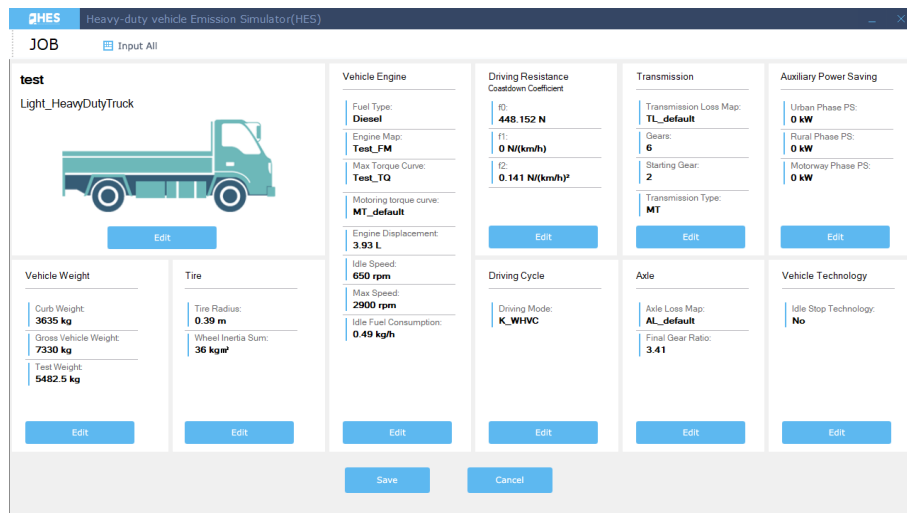 HES Heavy-duty vehicle Emission Simulator(HES)
JOB Input All
test
Light_HeavyDutyTruck
Edit
Vehicle Engine
Fuel Type:
Diesel
Engine Map:
Test_FM
Max Torque Curve:
Test_TQ
Motoring torque curve:
MT_default
Engine Displacement:
3.93 L
Idle Speed:
650 rpm
Max Speed:
2900 rpm
Idle Fuel Consumption:
0.49 kg/h
Edit
Driving Resistance
Coastdown Coefficient
f0:
448.152 N
f1:
0 N/(km/h)
f2:
0.141 N/(km/h)²
Edit
Transmission
Transmission Loss Map:
TL_default
Gears:
6
Starting Gear:
2
Transmission Type:
MT
Edit
Auxiliary Power Saving
Urban Phase PS:
0 kW
Rural Phase PS:
0 kW
Motorway Phase PS:
0 kW
Edit
Vehicle Weight
Curb Weight:
3635 kg
Gross Vehicle Weight:
7330 kg
Test Weight:
5482.5 kg
Edit
Tire
Tire Radius:
0.39 m
Wheel Inertia Sum:
36 kgm²
Edit
Driving Cycle
Driving Mode:
K_WHVC
Edit
Axle
Axle Loss Map:
AL_default
Final Gear Ratio:
3.41
Edit
Vehicle Technology
Idle Stop Technology:
No
Edit
Save
Cancel